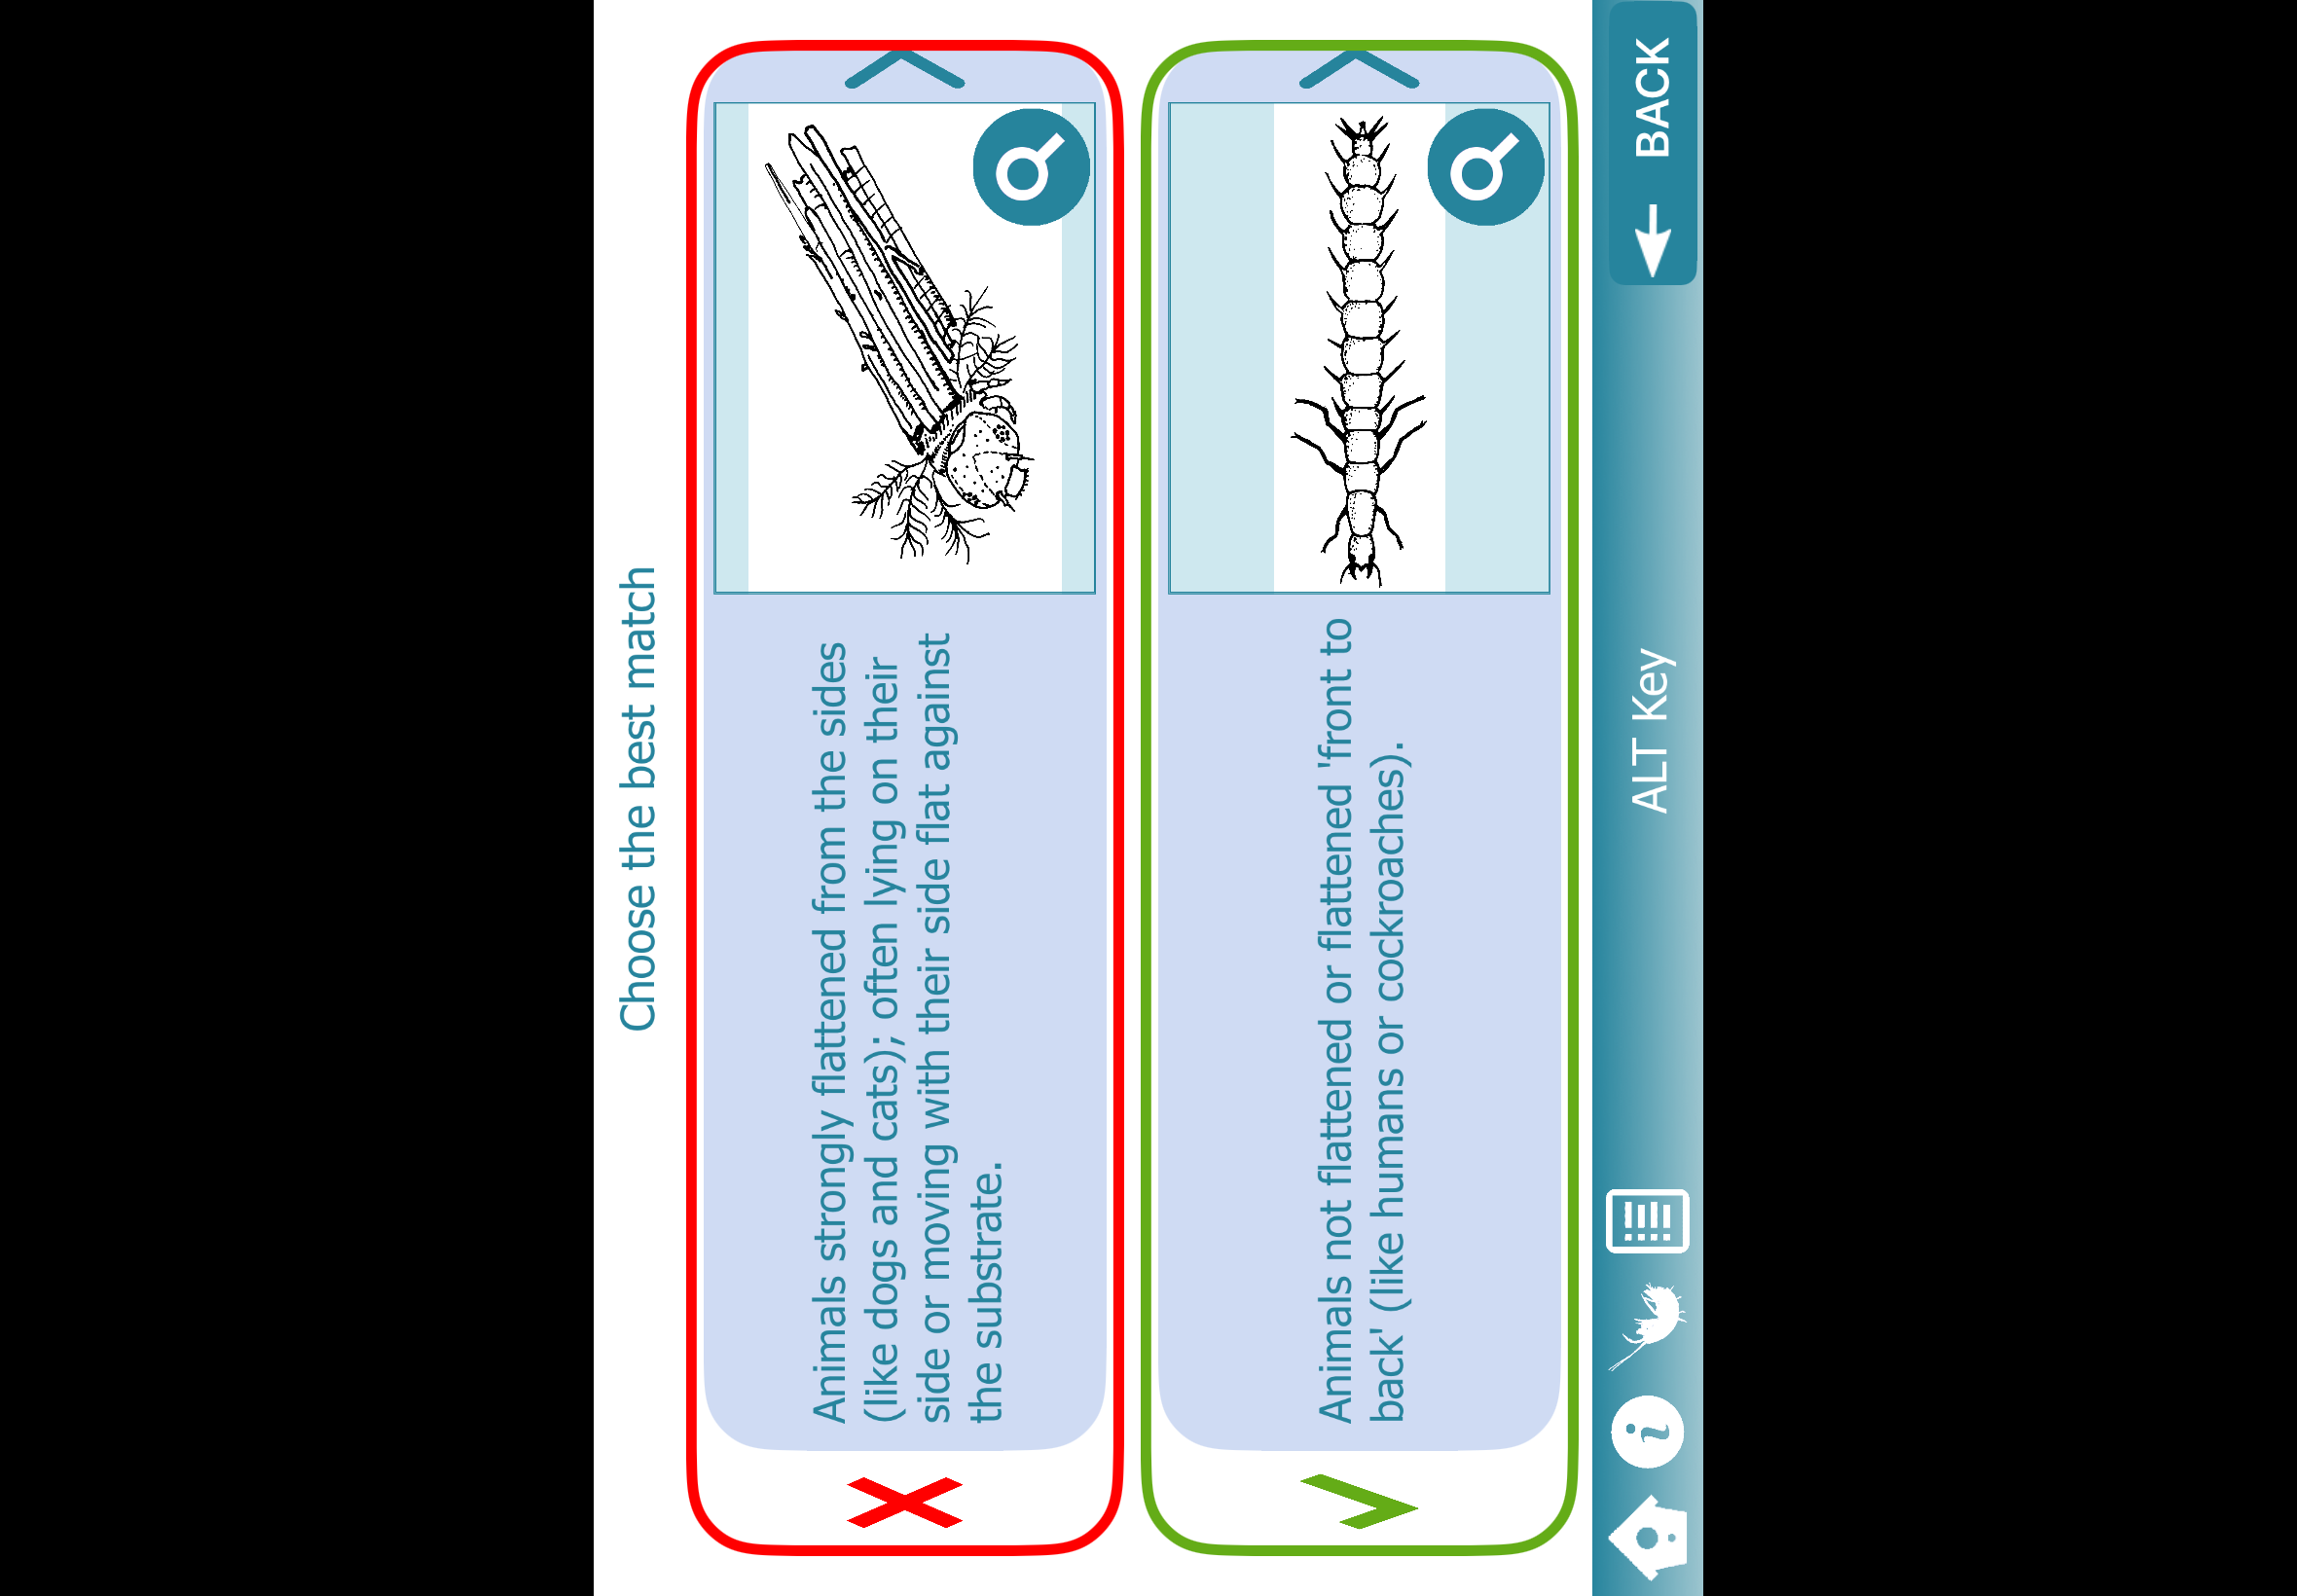 Choose the best match
Animals strongly flattened from the sides
(like dogs and cats); often lying on their
side or moving with their side flat against
the substrate.
Animals not flattened or flattened 'front to
back' (like humans or cockroaches).
ALT Key
BACK